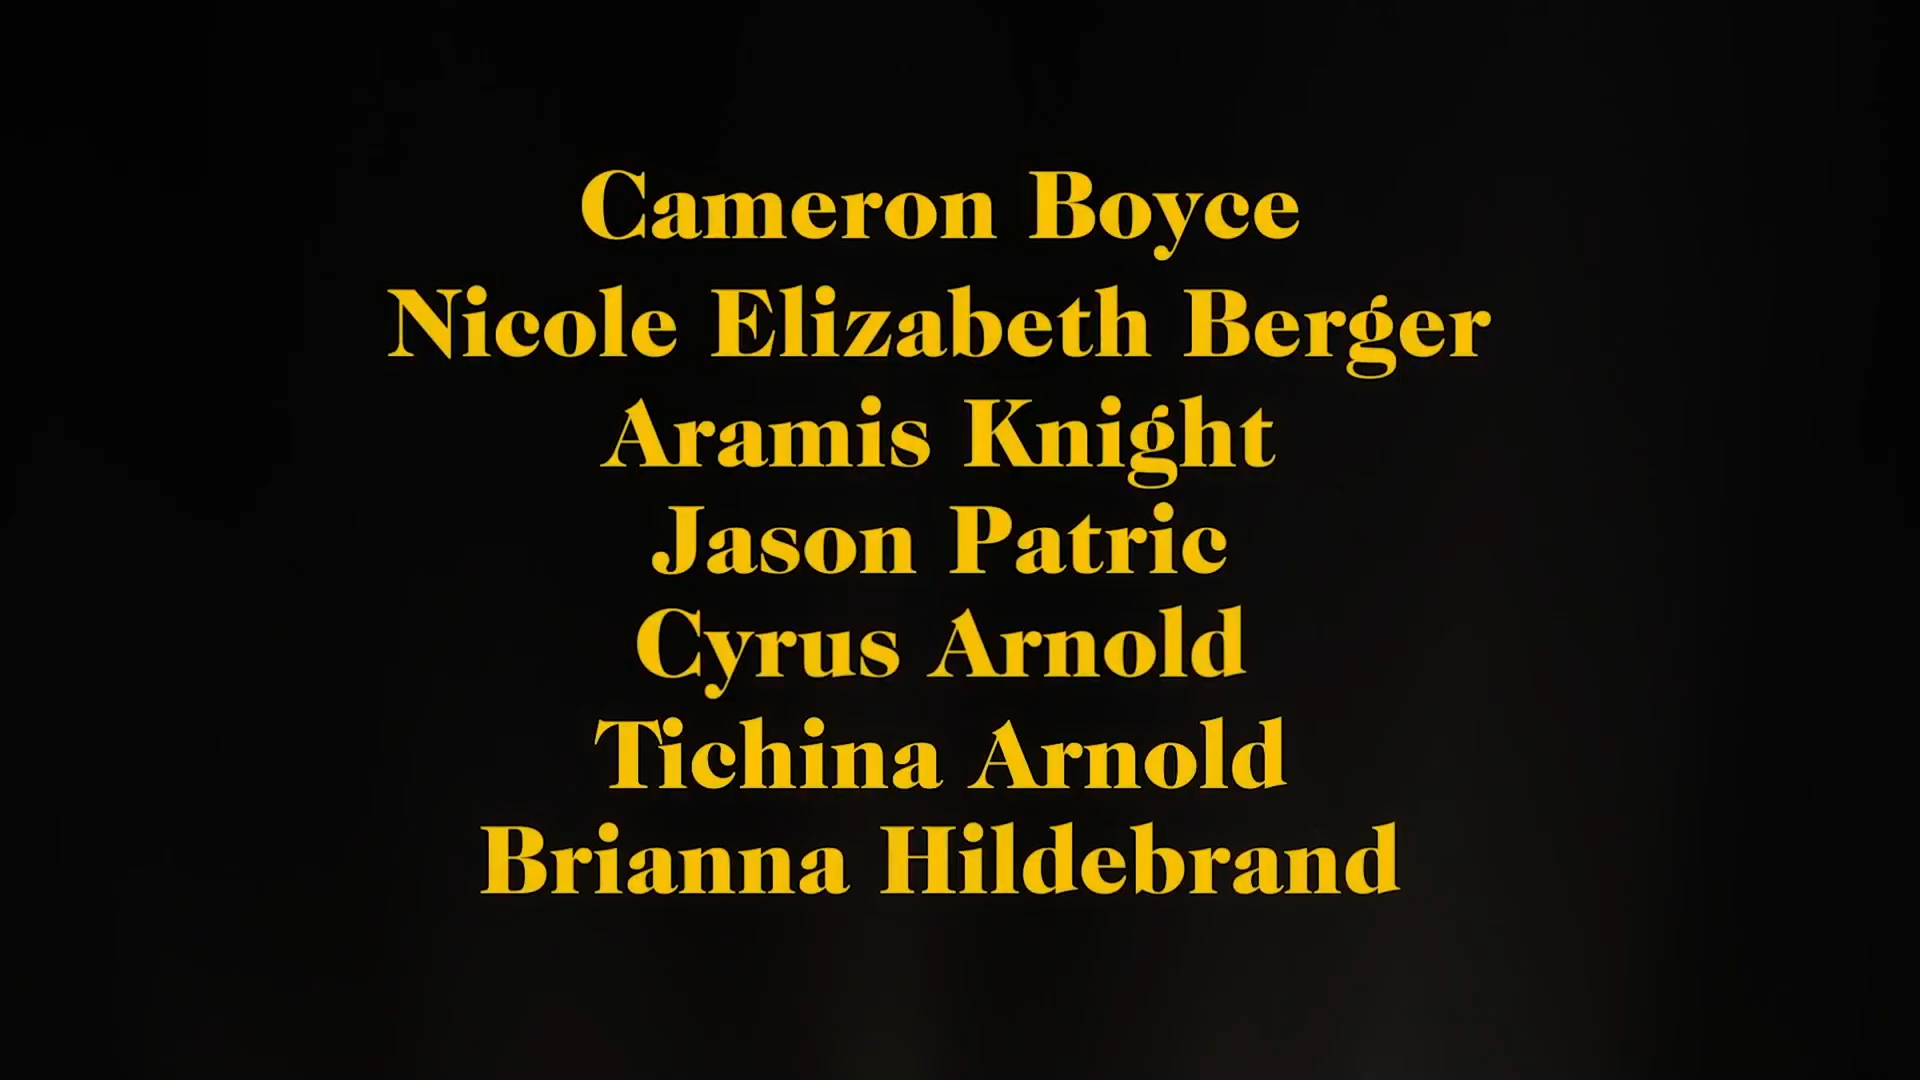 Cameron Boyce
Nicole Elizabeth Berger
Aramis Knight
Jason Patric
Cyrus Arnold
Tichina Arnold
Brianna Hildebrand